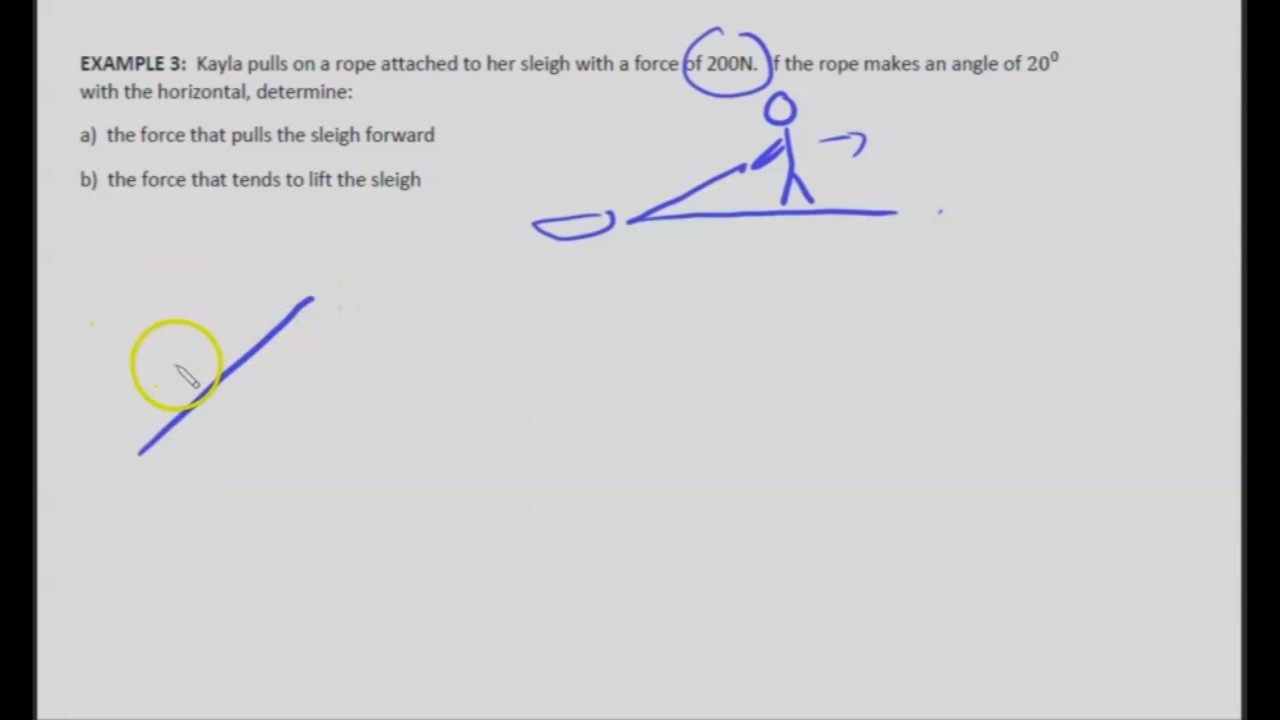 EXAMPLE 3: Kayla pulls on a rope attached to her sleigh with a force of 200N. If the rope makes an angle of 20⁰
with the horizontal, determine:
a) the force that pulls the sleigh forward
b) the force that tends to lift the sleigh